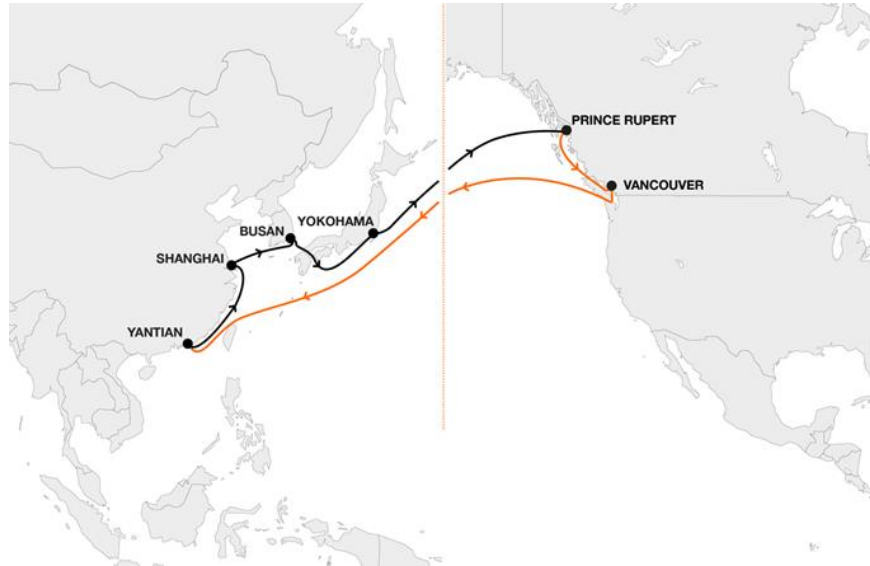 PRINCE RUPERT
VANCOUVER
YOKOHAMA
BUSAN
SHANGHAI
YANTIAN